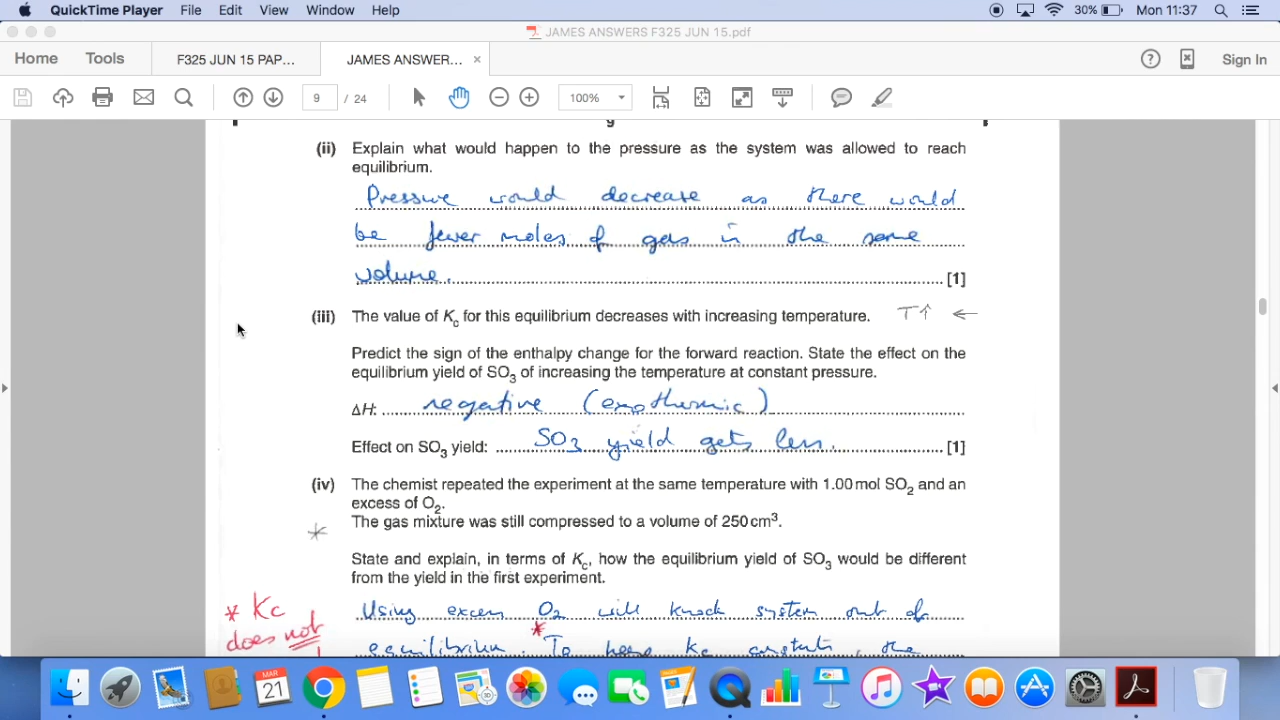 QuickTime Player File Edit View Window Help 30% Mon 11:37
JAMES ANSWERS F325 JUN 15.pdf
Home Tools F325 JUN 15 PAP... JAMES ANSWER... × Sign In
9 / 24 100%
9
(ii) Explain what would happen to the pressure as the system was allowed to reach
equilibrium.
Pressure would decrease as there would
be fewer moles of gas in the same
volume. [1]
(iii) The value of Kc for this equilibrium decreases with increasing temperature. T↑ ←
Predict the sign of the enthalpy change for the forward reaction. State the effect on the
equilibrium yield of SO3 of increasing the temperature at constant pressure.
ΔH: negative (exothermic)
Effect on SO3 yield: SO3 yield gets less. [1]
(iv) The chemist repeated the experiment at the same temperature with 1.00 mol SO2 and an
excess of O2.
* The gas mixture was still compressed to a volume of 250 cm³.
State and explain, in terms of Kc, how the equilibrium yield of SO3 would be different
from the yield in the first experiment.
* Kc Using excess O2 will knock system out of
does not equilibrium. * To keep Kc constant, the
MAR
21